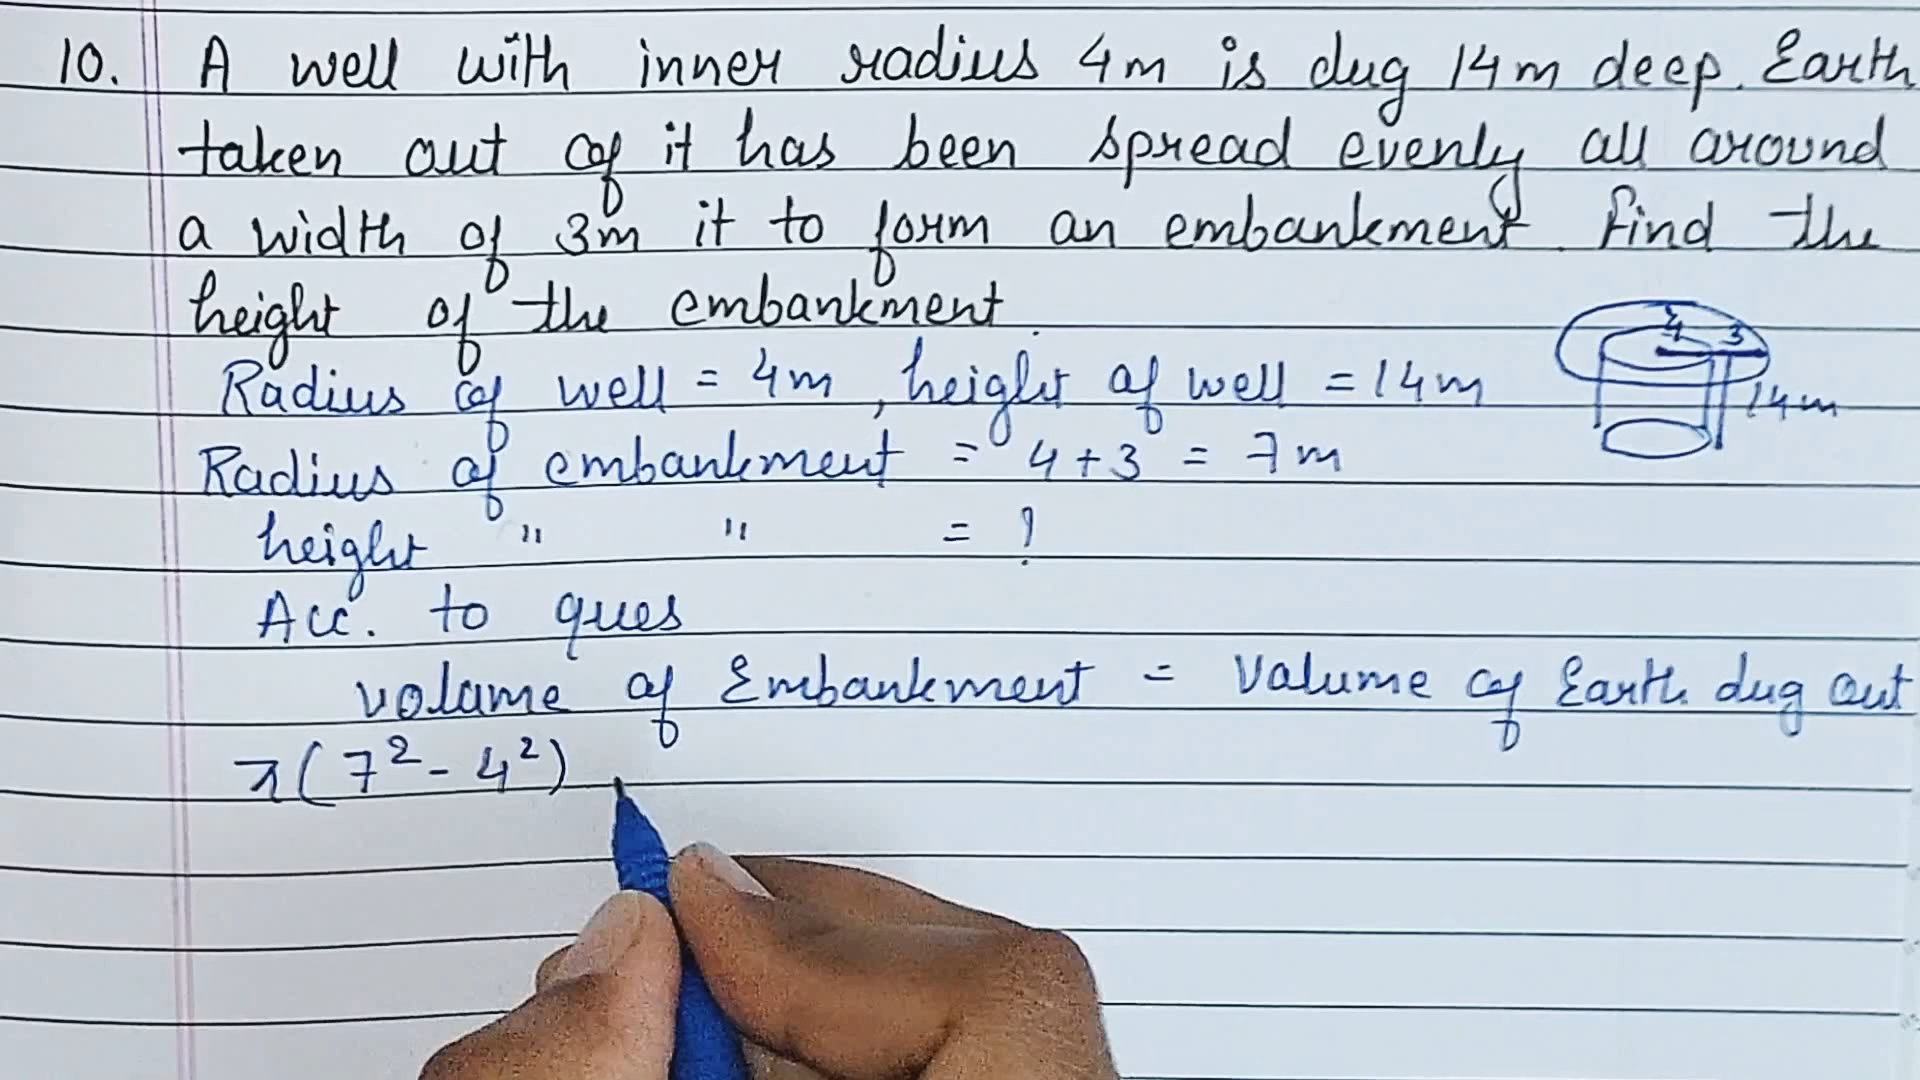 10. A well with inner radius 4m is dug 14m deep. Earth
taken out of it has been spread evenly all around
a width of 3m it to form an embankment. Find the
height of the embankment.
Radius of well = 4m, height of well = 14m
4 3
14m
Radius of embankment = 4+3 = 7m
height " " = ?
Acc. to ques
volume of Embankment = Volume of Earth dug out
π(7² - 4²)